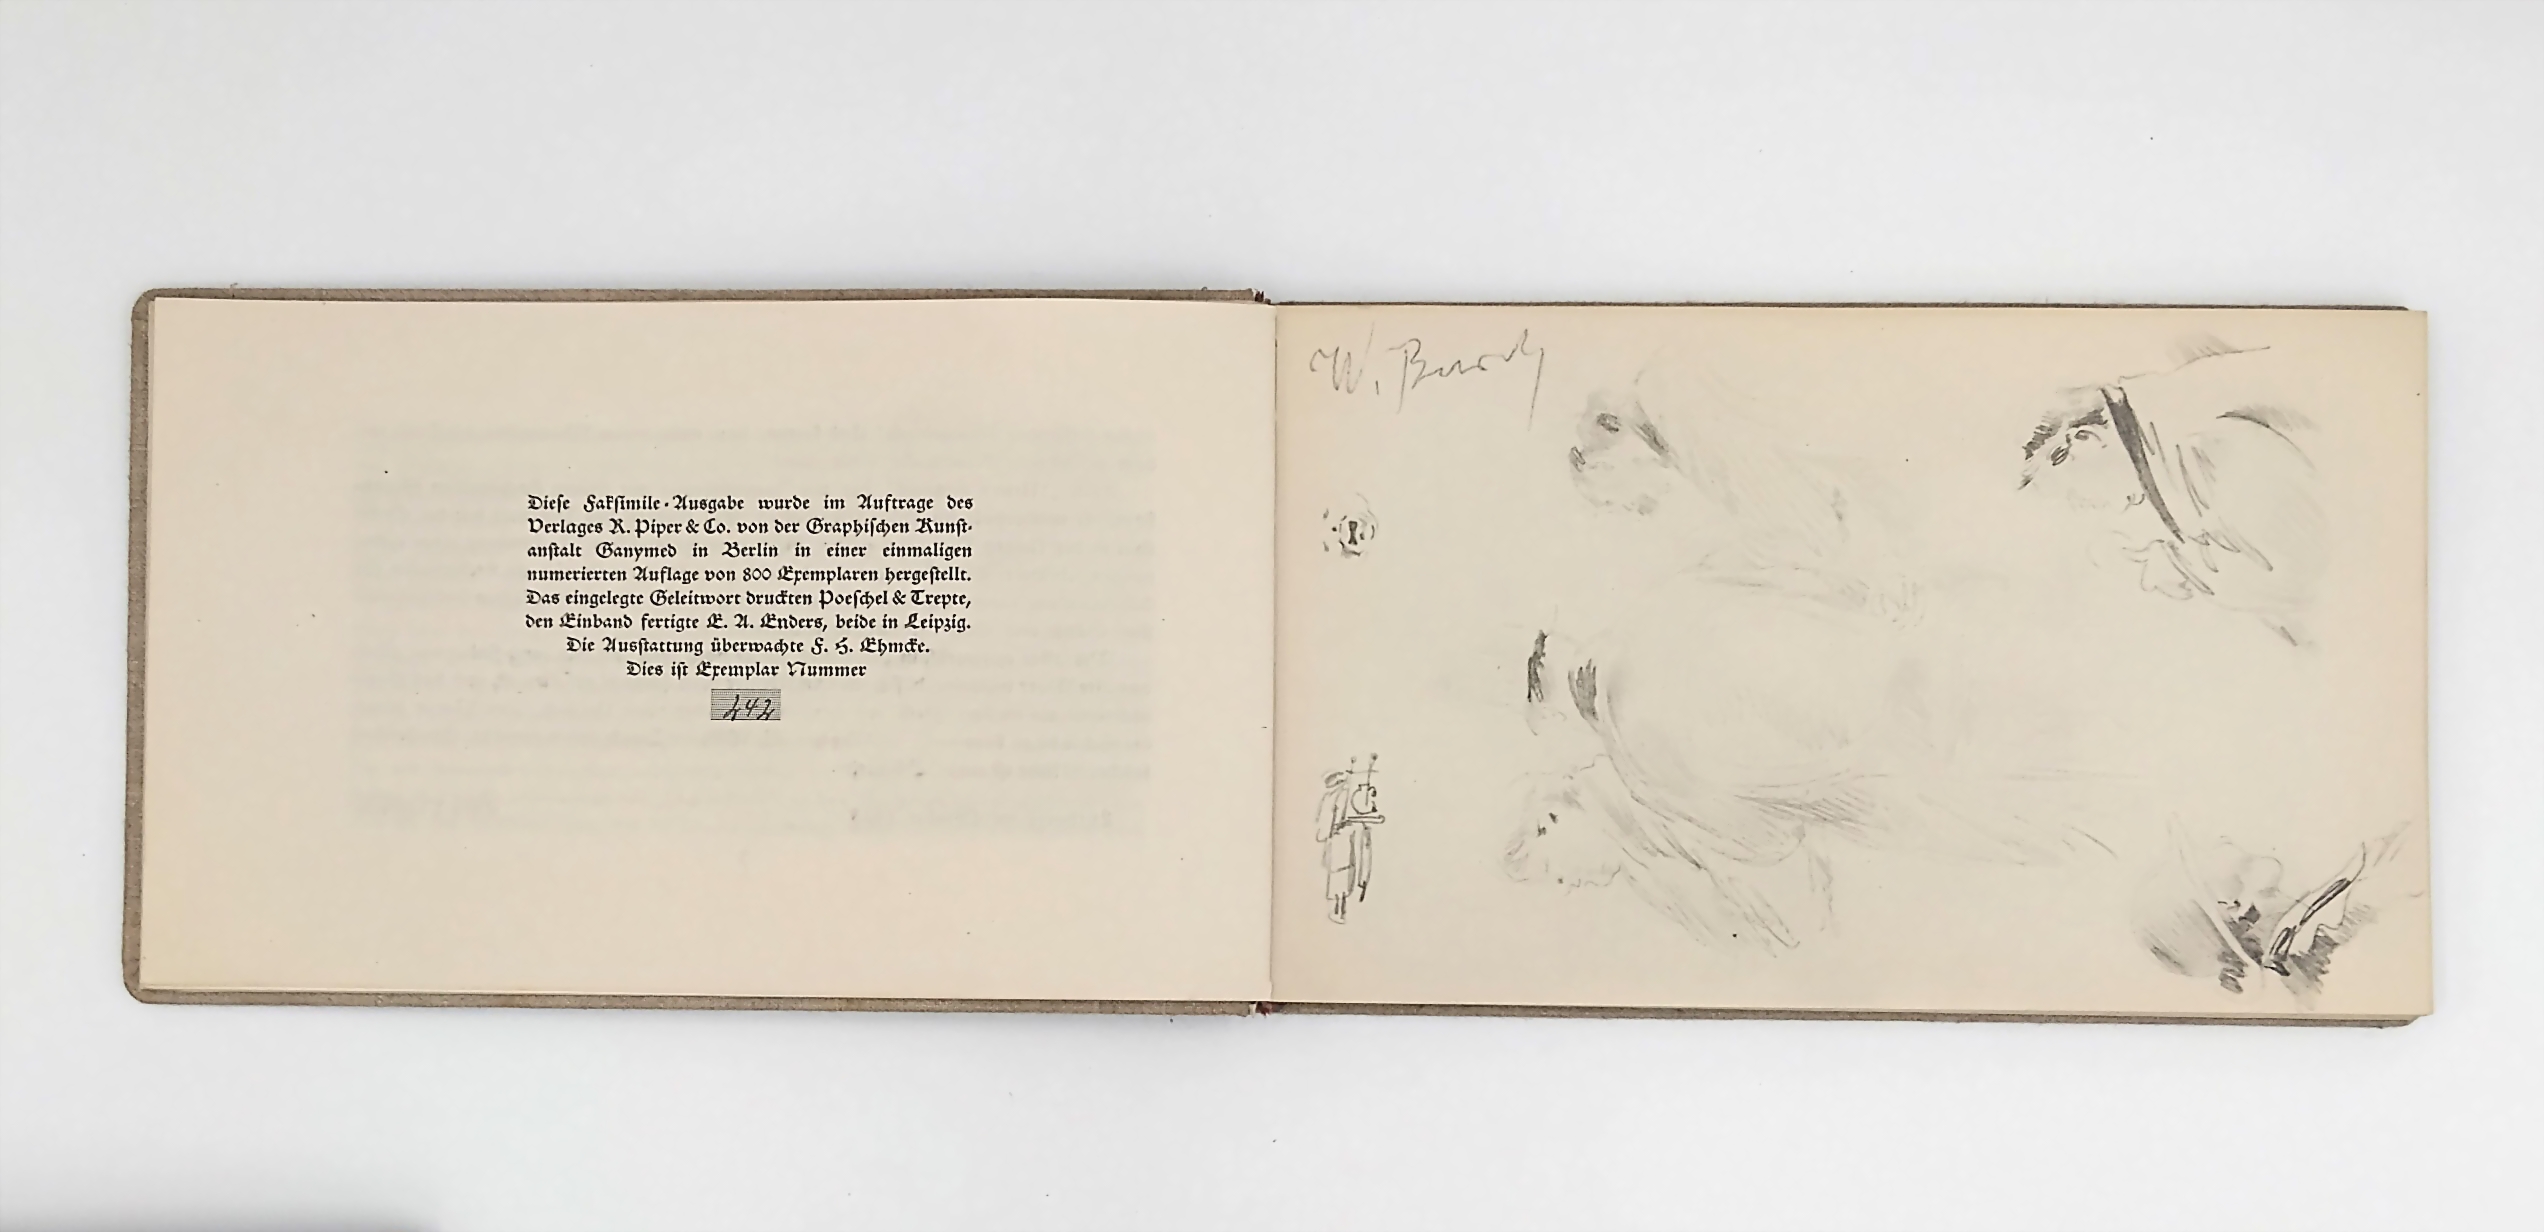 Diese Faksimile-Ausgabe wurde im Auftrage des
Verlages R. Piper & Co. von der Graphischen Kunst-
anstalt Ganymed in Berlin in einer einmaligen
numerierten Auflage von 800 Exemplaren hergestellt.
Das eingelegte Geleitwort druckten Poeschel & Trepte,
den Einband fertigte E. A. Enders, beide in Leipzig.
Die Ausstattung überwachte F. H. Ehmcke.
Dies ist Exemplar Nummer
242
W. Busch